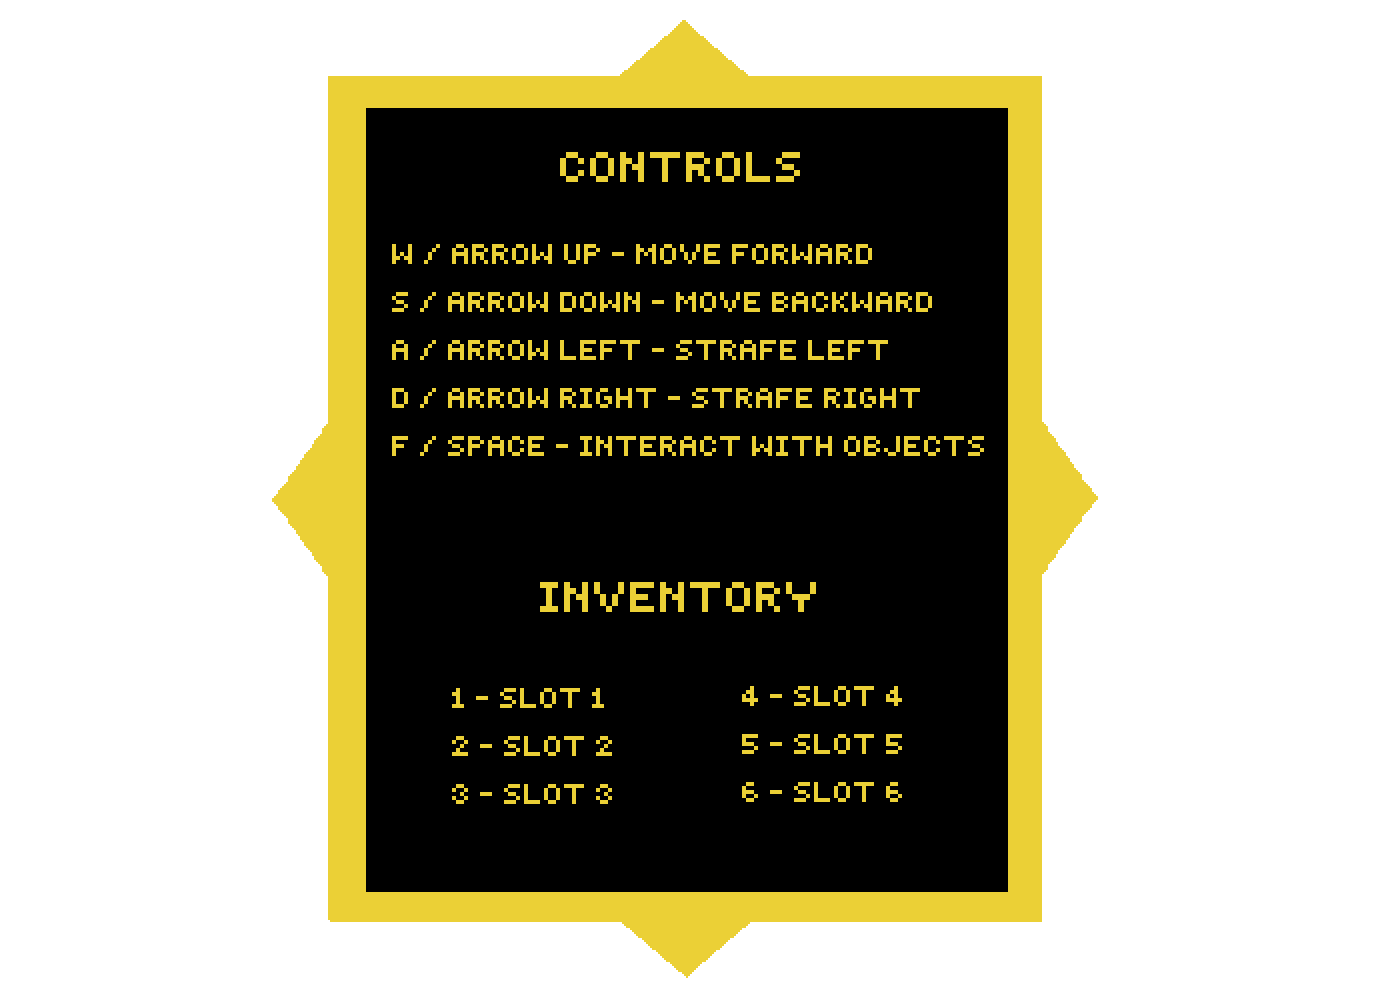 CONTROLS
W / ARROW UP - MOVE FORWARD
S / ARROW DOWN - MOVE BACKWARD
A / ARROW LEFT - STRAFE LEFT
D / ARROW RIGHT - STRAFE RIGHT
F / SPACE - INTERACT WITH OBJECTS
INVENTORY
1 - SLOT 1
2 - SLOT 2
3 - SLOT 3
4 - SLOT 4
5 - SLOT 5
6 - SLOT 6